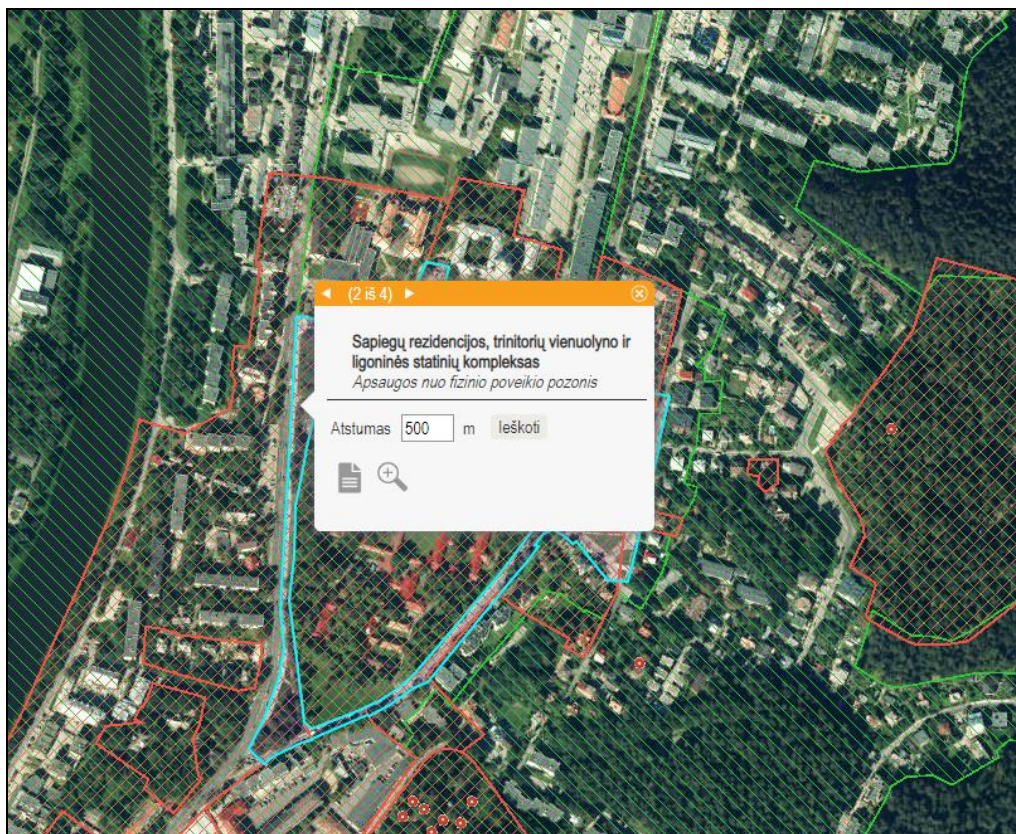 (2 iš 4)
Sapiegų rezidencijos, trinitorių vienuolyno ir
ligoninės statinių kompleksas
Apsaugos nuo fizinio poveikio pozonis
Atstumas 500 m Ieškoti